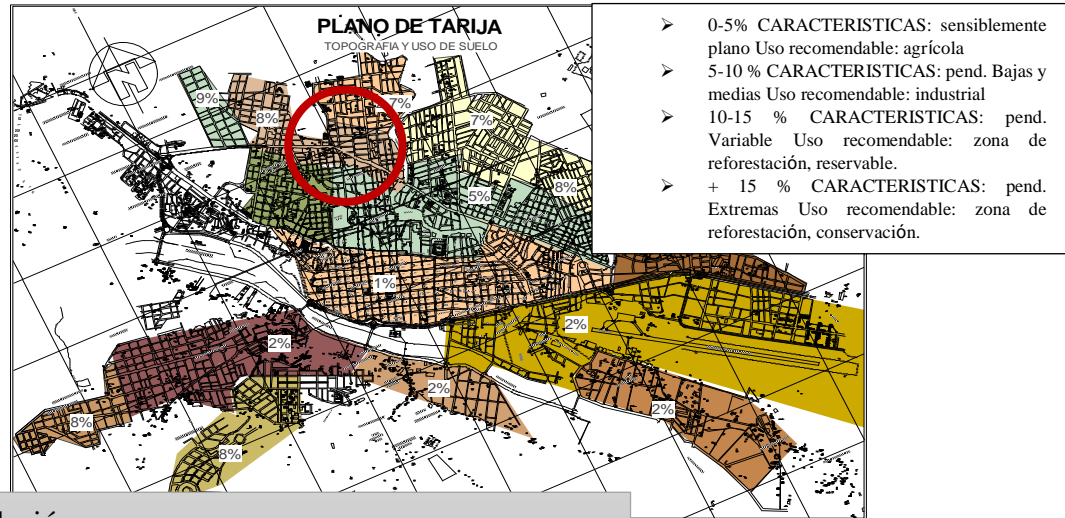 PLANO DE TARIJA
TOPOGRAFIA Y USO DE SUELO
9%
8%
7%
7%
8%
5%
1%
2%
2%
2%
2%
8%
8%
➢ 0-5% CARACTERISTICAS: sensiblemente
plano Uso recomendable: agrícola
➢ 5-10 % CARACTERISTICAS: pend. Bajas y
medias Uso recomendable: industrial
➢ 10-15 % CARACTERISTICAS: pend.
Variable Uso recomendable: zona de
reforestación, reservable.
➢ + 15 % CARACTERISTICAS: pend.
Extremas Uso recomendable: zona de
reforestación, conservación.